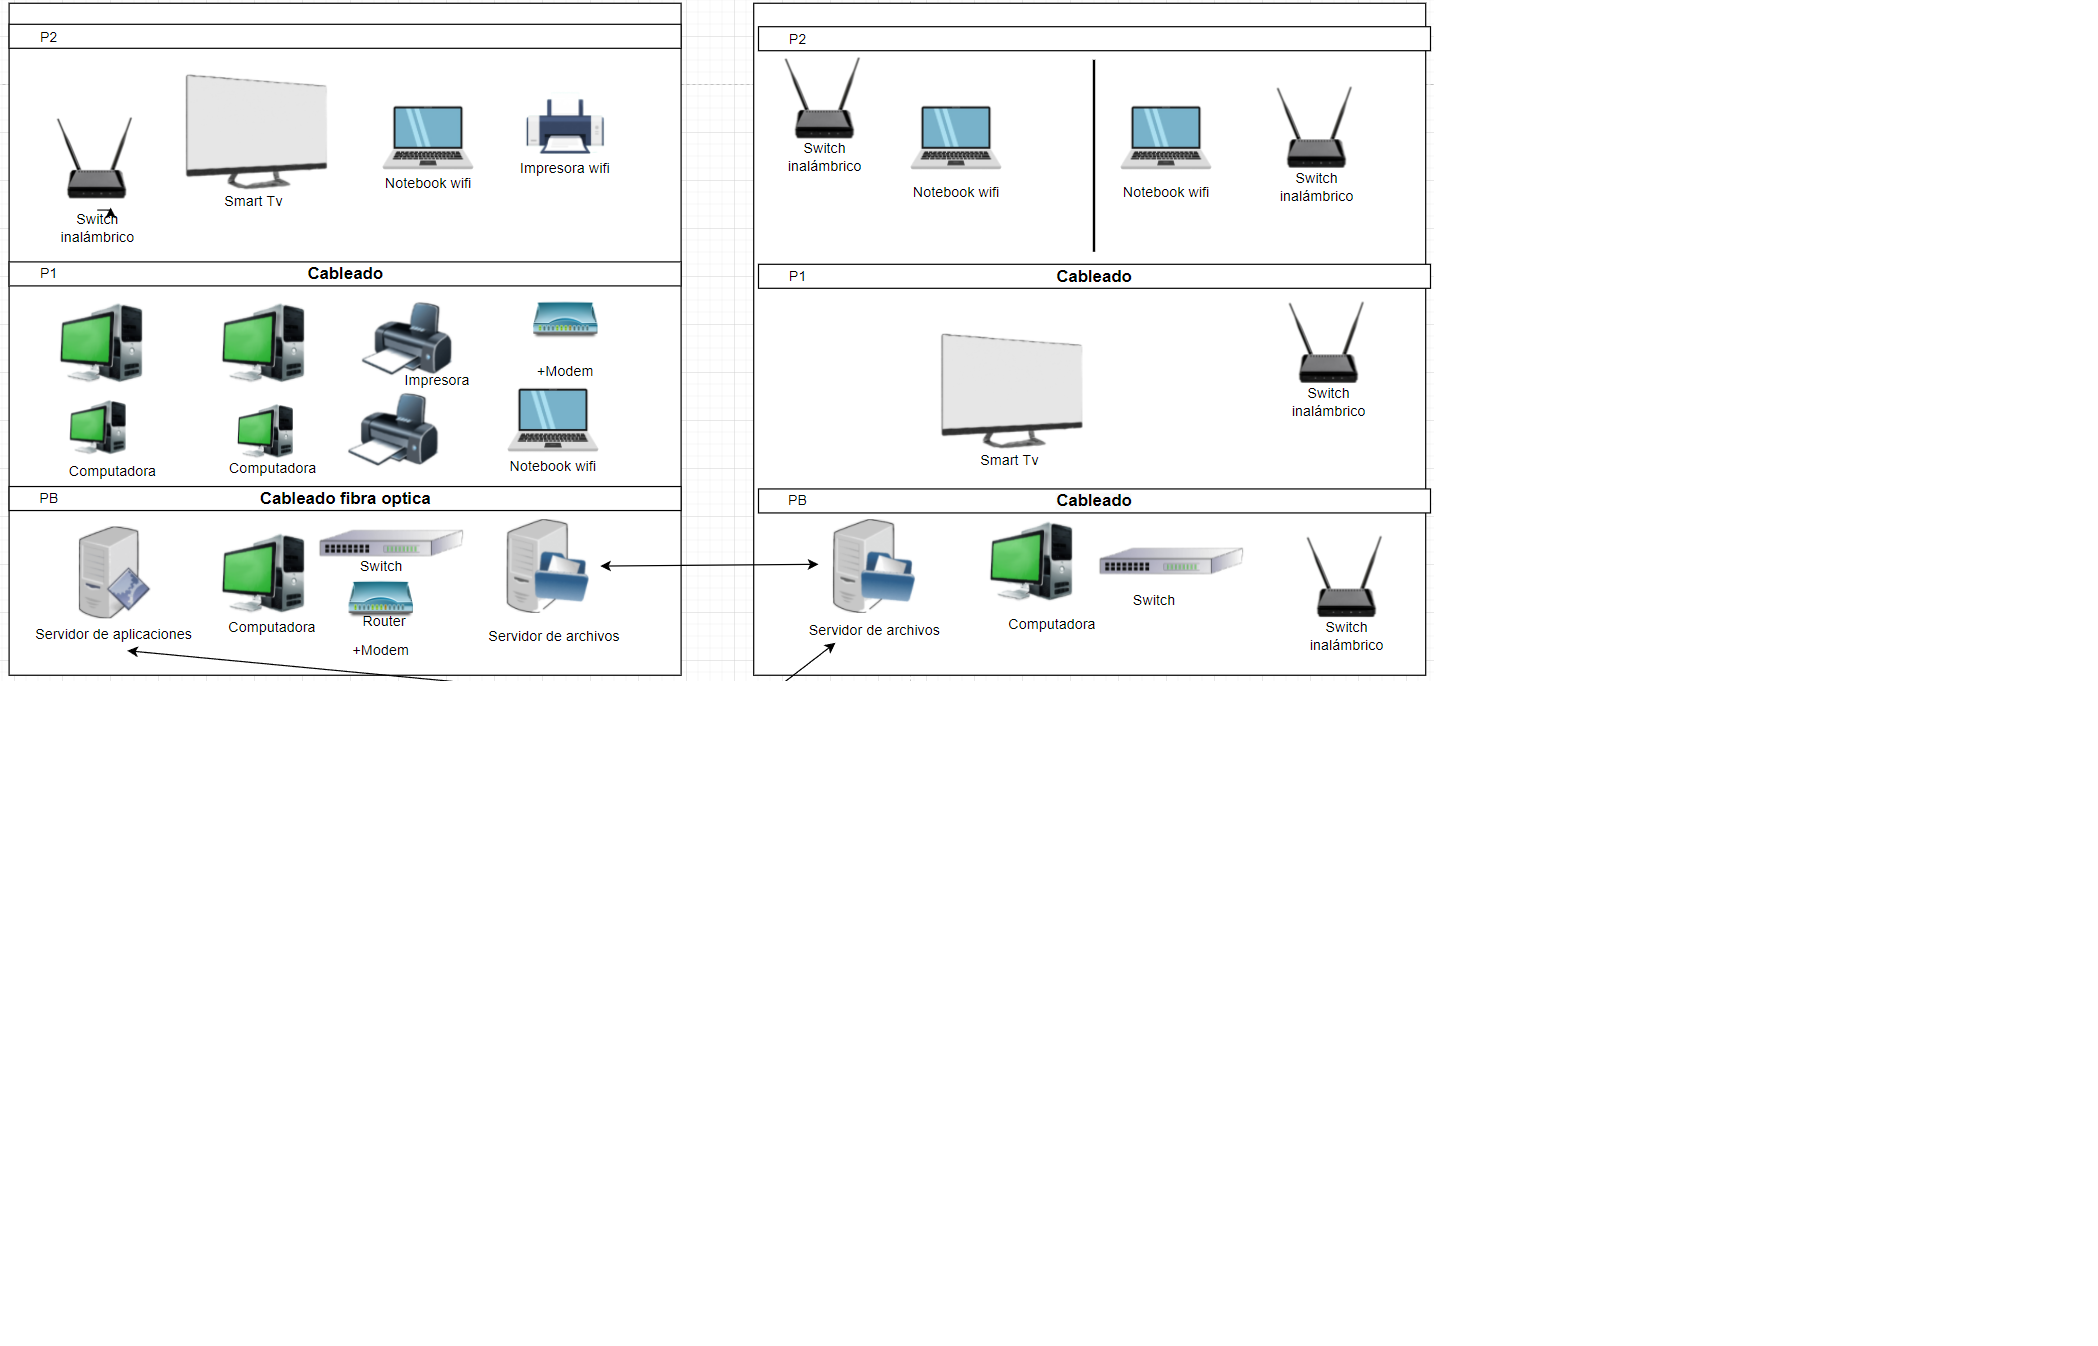 P2
Switch
inalámbrico
Smart Tv
Notebook wifi
Impresora wifi
P1
Cableado
Impresora
+Modem
Computadora
Computadora
Notebook wifi
PB
Cableado fibra optica
Servidor de aplicaciones
Computadora
Switch
Router
+Modem
Servidor de archivos
P2
Switch
inalámbrico
Notebook wifi
Notebook wifi
Switch
inalámbrico
P1
Cableado
Smart Tv
Switch
inalámbrico
PB
Cableado
Servidor de archivos
Computadora
Switch
Switch
inalámbrico